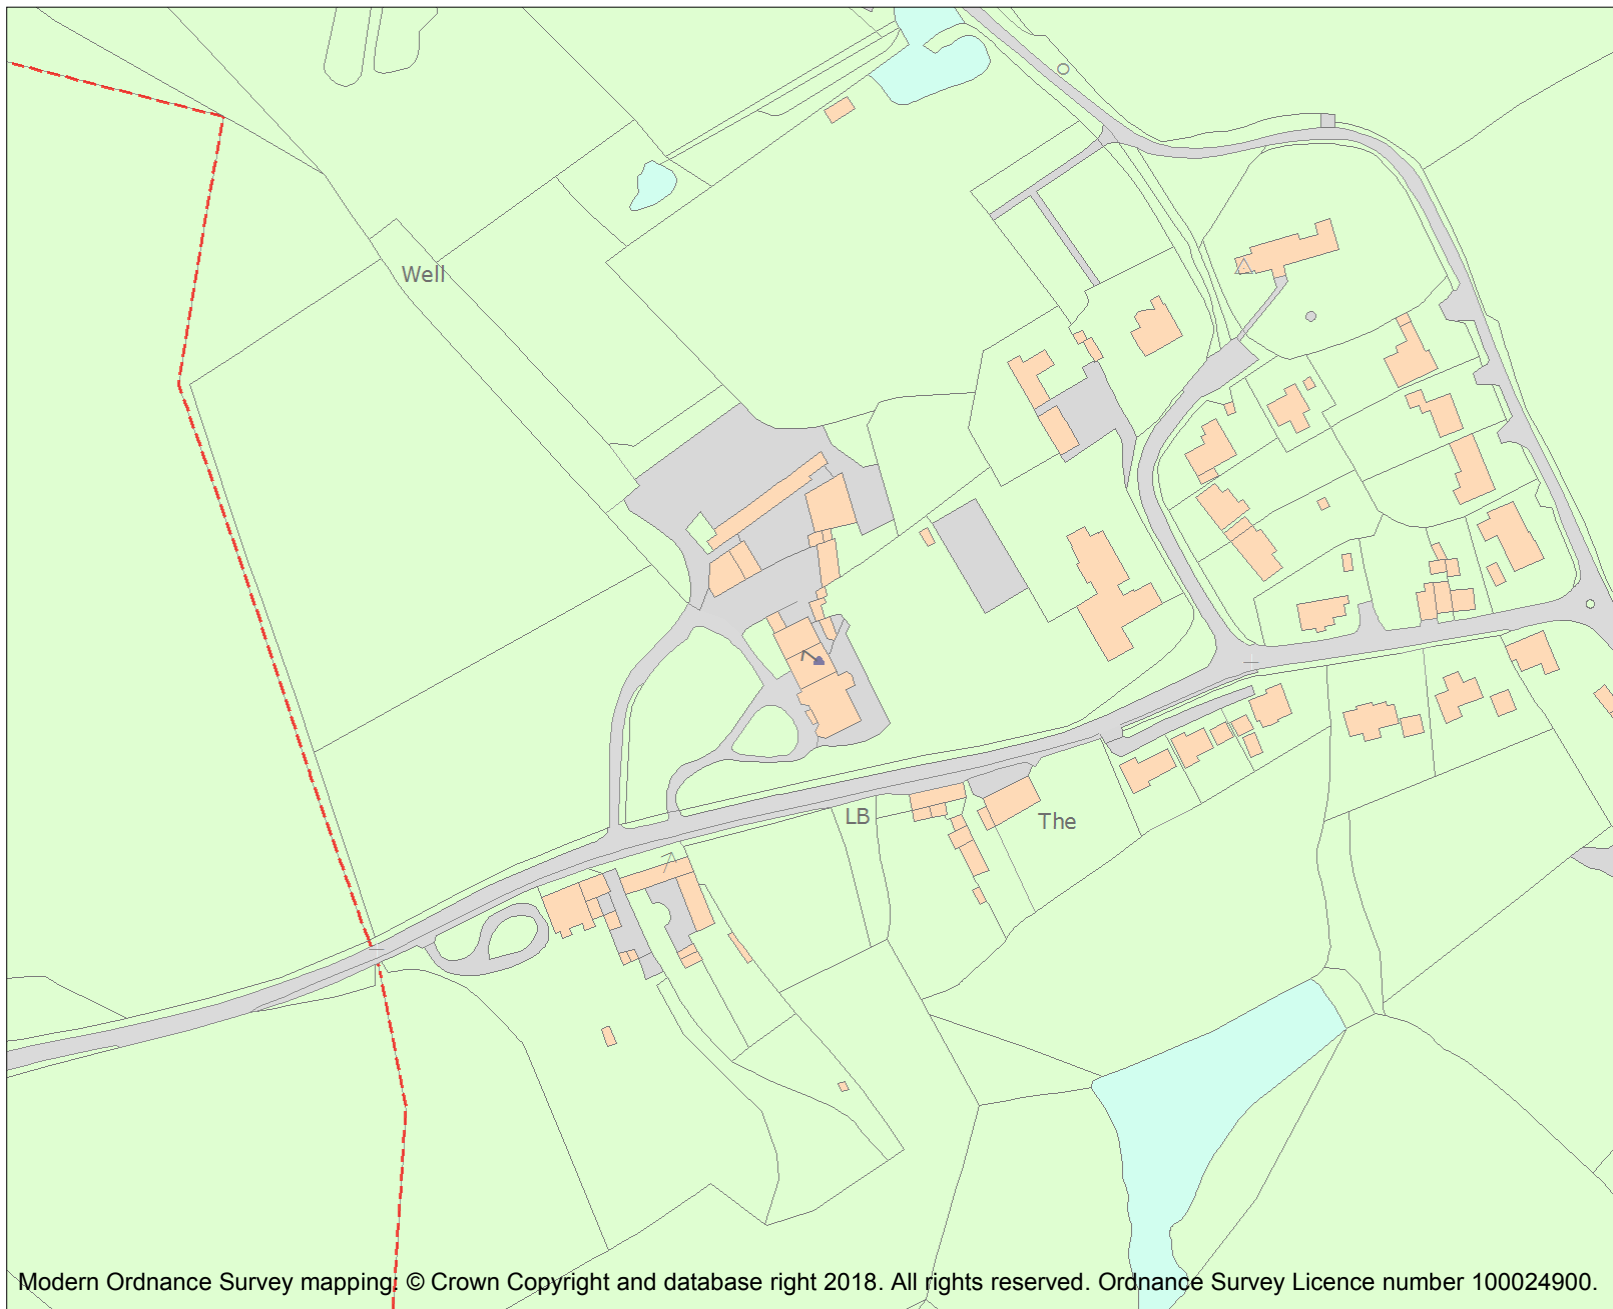 Well
LB
The
Modern Ordnance Survey mapping: © Crown Copyright and database right 2018. All rights reserved. Ordnance Survey Licence number 100024900.